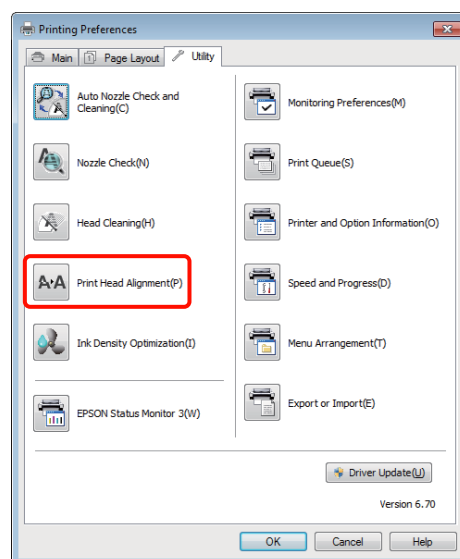 Printing Preferences
Main
Page Layout
Utility
Auto Nozzle Check and
Cleaning(C)
Monitoring Preferences(M)
Nozzle Check(N)
Print Queue(S)
Head Cleaning(H)
Printer and Option Information(O)
Print Head Alignment(P)
Speed and Progress(D)
Ink Density Optimization(I)
Menu Arrangement(T)
EPSON Status Monitor 3(W)
Export or Import(E)
Driver Update(U)
Version 6.70
OK
Cancel
Help